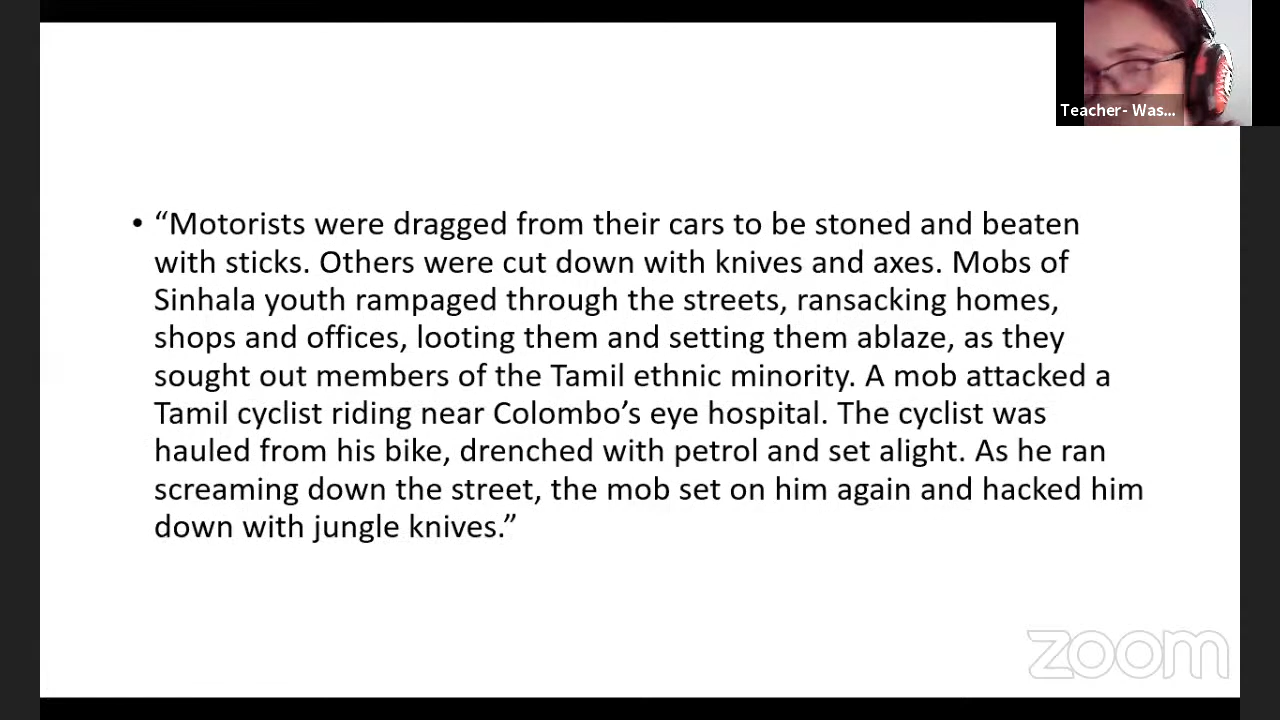 Teacher- Was...
• “Motorists were dragged from their cars to be stoned and beaten
with sticks. Others were cut down with knives and axes. Mobs of
Sinhala youth rampaged through the streets, ransacking homes,
shops and offices, looting them and setting them ablaze, as they
sought out members of the Tamil ethnic minority. A mob attacked a
Tamil cyclist riding near Colombo’s eye hospital. The cyclist was
hauled from his bike, drenched with petrol and set alight. As he ran
screaming down the street, the mob set on him again and hacked him
down with jungle knives.”
zoom